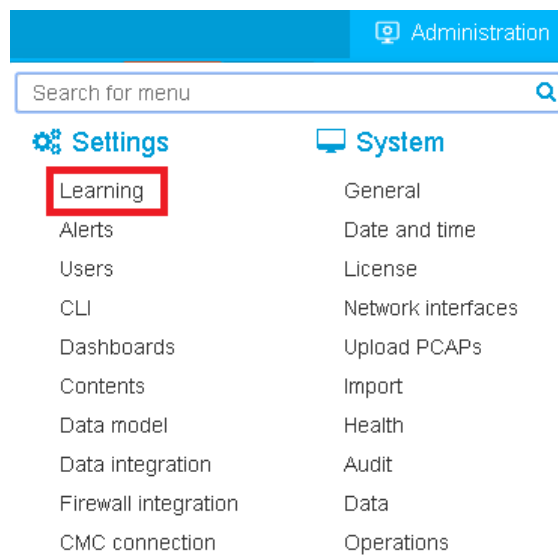 Administration
Search for menu
Settings
Learning
Alerts
Users
CLI
Dashboards
Contents
Data model
Data integration
Firewall integration
CMC connection
System
General
Date and time
License
Network interfaces
Upload PCAPs
Import
Health
Audit
Data
Operations